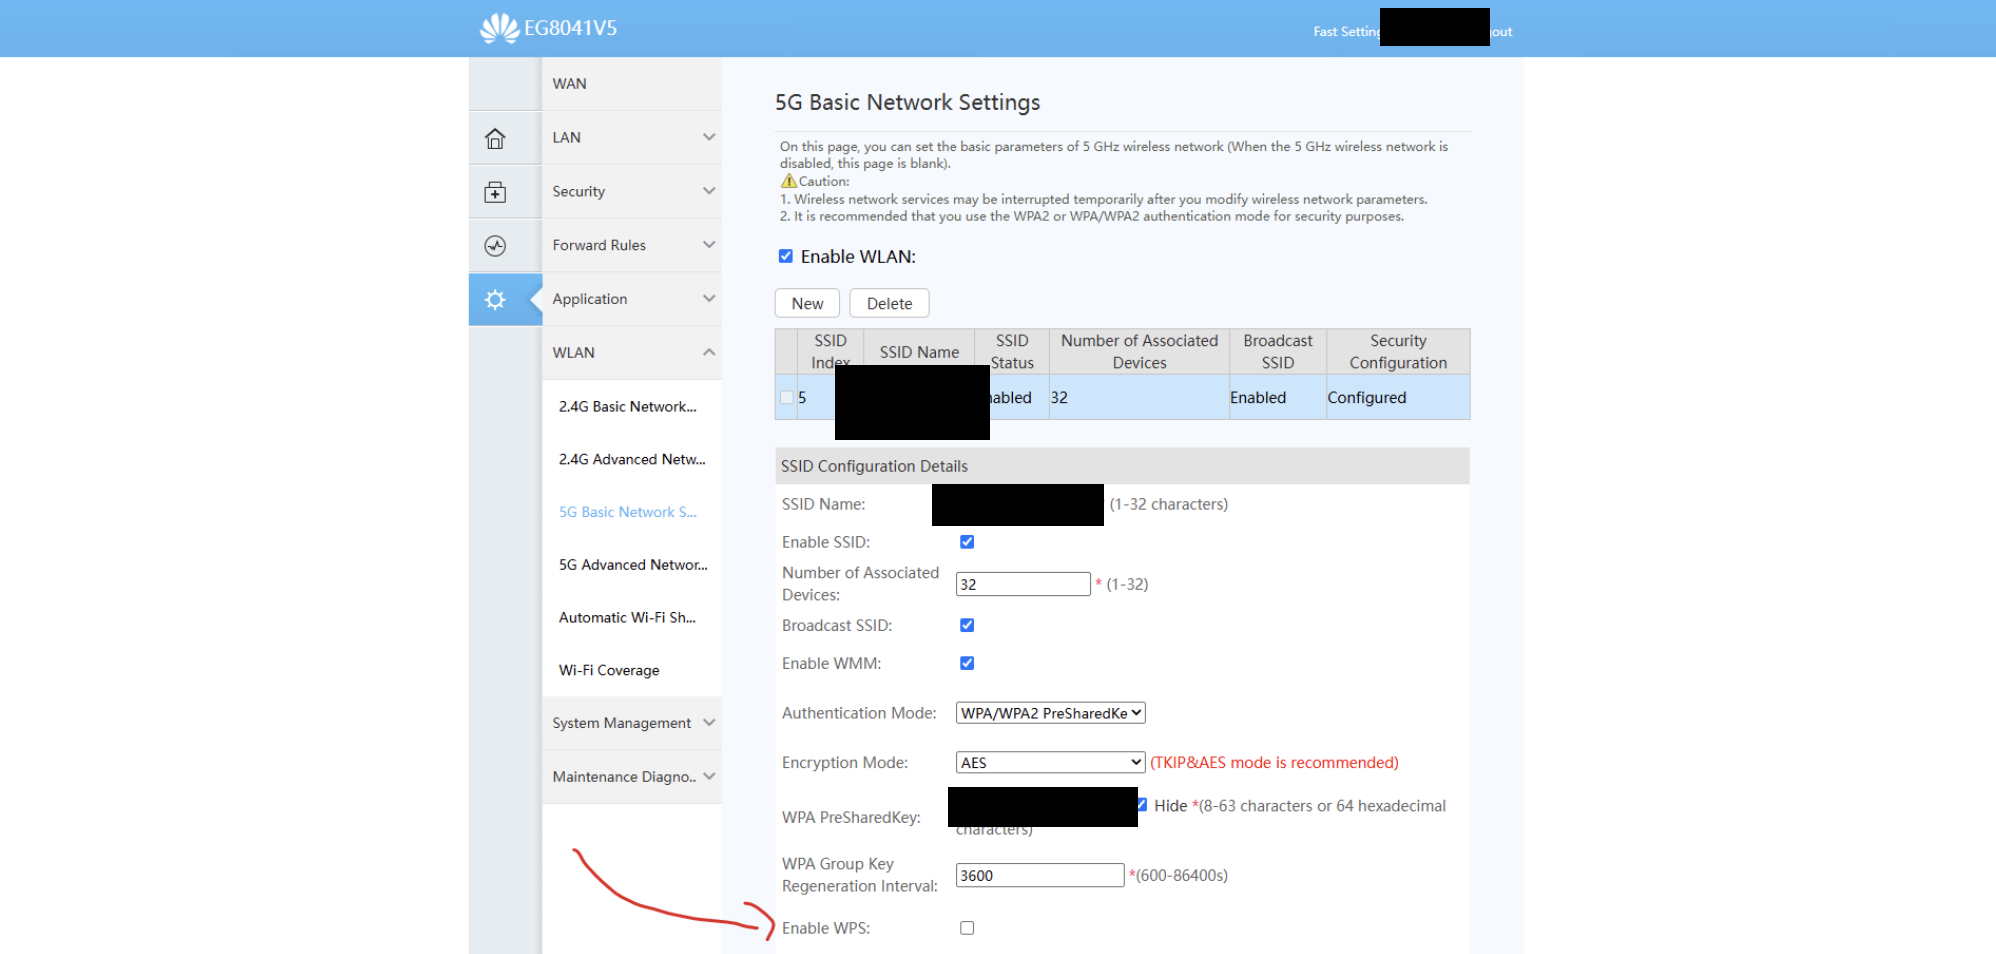 EG8041V5
Fast Setting
WAN
LAN
Security
Forward Rules
Application
WLAN
2.4G Basic Network...
2.4G Advanced Netw...
5G Basic Network S...
5G Advanced Networ...
Automatic Wi-Fi Sh...
Wi-Fi Coverage
System Management
Maintenance Diagno..
5G Basic Network Settings
On this page, you can set the basic parameters of 5 GHz wireless network (When the 5 GHz wireless network is
disabled, this page is blank).
Caution:
1. Wireless network services may be interrupted temporarily after you modify wireless network parameters.
2. It is recommended that you use the WPA2 or WPA/WPA2 authentication mode for security purposes.
Enable WLAN:
New Delete
SSID Index SSID Name SSID Status Number of Associated Devices Broadcast SSID Security Configuration
5 32 Enabled Configured
SSID Configuration Details
SSID Name: (1-32 characters)
Enable SSID:
Number of Associated
Devices: 32 * (1-32)
Broadcast SSID:
Enable WMM:
Authentication Mode: WPA/WPA2 PreSharedKe
Encryption Mode: AES (TKIP&AES mode is recommended)
WPA PreSharedKey: Hide *(8-63 characters or 64 hexadecimal
characters)
WPA Group Key
Regeneration Interval: 3600 *(600-86400s)
Enable WPS: